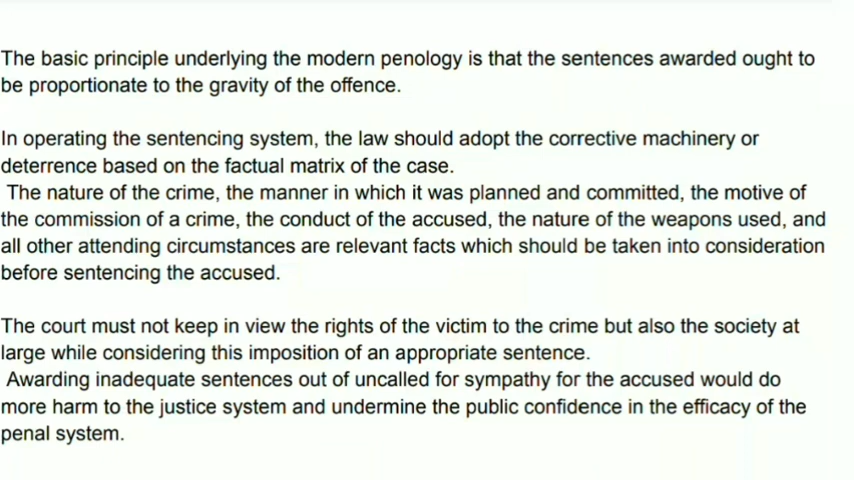 The basic principle underlying the modern penology is that the sentences awarded ought to
be proportionate to the gravity of the offence.
In operating the sentencing system, the law should adopt the corrective machinery or
deterrence based on the factual matrix of the case.
The nature of the crime, the manner in which it was planned and committed, the motive of
the commission of a crime, the conduct of the accused, the nature of the weapons used, and
all other attending circumstances are relevant facts which should be taken into consideration
before sentencing the accused.
The court must not keep in view the rights of the victim to the crime but also the society at
large while considering this imposition of an appropriate sentence.
Awarding inadequate sentences out of uncalled for sympathy for the accused would do
more harm to the justice system and undermine the public confidence in the efficacy of the
penal system.